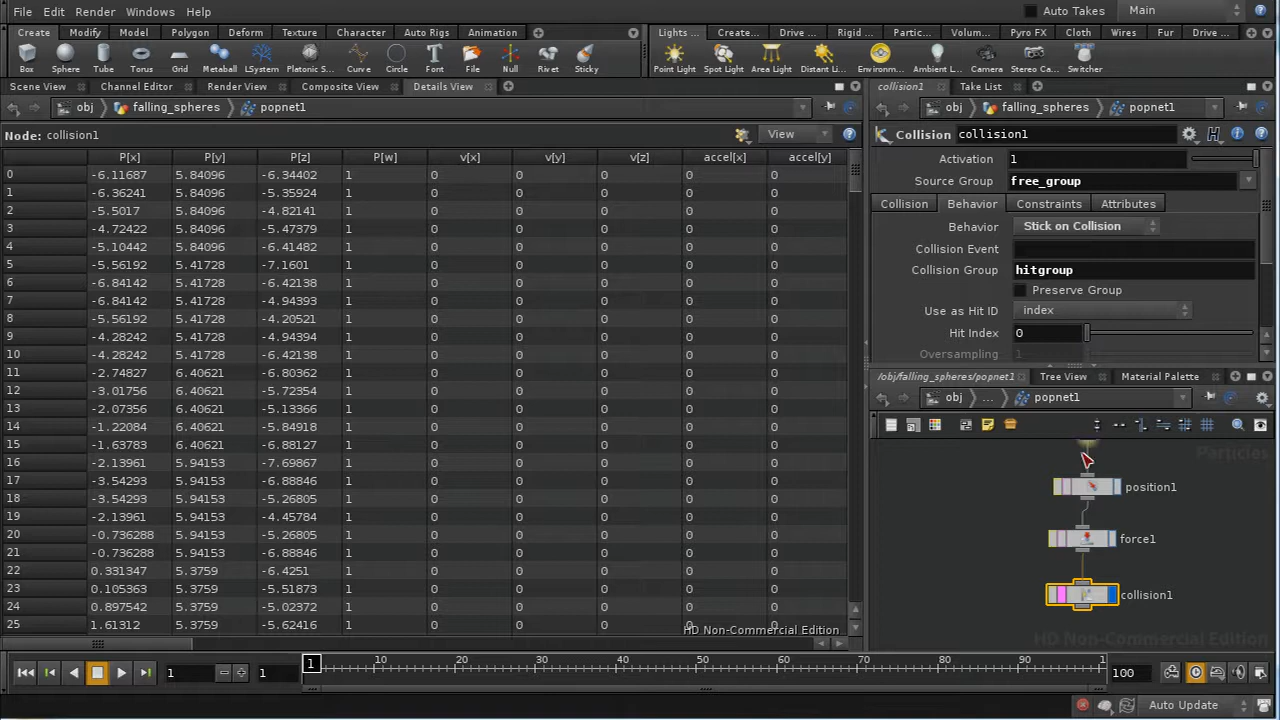 File Edit Render Windows Help Auto Takes Main
Create Modify Model Polygon Deform Texture Character Auto Rigs Animation Lights ... Create... Drive ... Rigid ... Partic... Volum... Pyro FX Cloth Wires Fur Drive ...
Box Sphere Tube Torus Grid Metaball LSystem Platonic S... Curve Circle Font File Null Rivet Sticky Point Light Spot Light Area Light Distant Li... Environm... Ambient L... Camera Stereo Ca... Switcher
Scene View Channel Editor Render View Composite View Details View collision1 Take List
obj falling_spheres popnet1 obj falling_spheres popnet1
Node: collision1 View Collision collision1
P[x] P[y] P[z] P[w] v[x] v[y] v[z] accel[x] accel[y]
0 -6.11687 5.84096 -6.34402 1 0 0 0 0 0
1 -6.36241 5.84096 -5.35924 1 0 0 0 0 0
2 -5.5017 5.84096 -4.82141 1 0 0 0 0 0
3 -4.72422 5.84096 -5.47379 1 0 0 0 0 0
4 -5.10442 5.84096 -6.41482 1 0 0 0 0 0
5 -5.56192 5.41728 -7.1601 1 0 0 0 0 0
6 -6.84142 5.41728 -6.42138 1 0 0 0 0 0
7 -6.84142 5.41728 -4.94393 1 0 0 0 0 0
8 -5.56192 5.41728 -4.20521 1 0 0 0 0 0
9 -4.28242 5.41728 -4.94394 1 0 0 0 0 0
10 -4.28242 5.41728 -6.42138 1 0 0 0 0 0
11 -2.74827 6.40621 -6.80362 1 0 0 0 0 0
12 -3.01756 6.40621 -5.72354 1 0 0 0 0 0
13 -2.07356 6.40621 -5.13366 1 0 0 0 0 0
14 -1.22084 6.40621 -5.84918 1 0 0 0 0 0
15 -1.63783 6.40621 -6.88127 1 0 0 0 0 0
16 -2.13961 5.94153 -7.69867 1 0 0 0 0 0
17 -3.54293 5.94153 -6.88846 1 0 0 0 0 0
18 -3.54293 5.94153 -5.26805 1 0 0 0 0 0
19 -2.13961 5.94153 -4.45784 1 0 0 0 0 0
20 -0.736288 5.94153 -5.26805 1 0 0 0 0 0
21 -0.736288 5.94153 -6.88846 1 0 0 0 0 0
22 0.331347 5.3759 -6.4251 1 0 0 0 0 0
23 0.105363 5.3759 -5.51873 1 0 0 0 0 0
24 0.897542 5.3759 -5.02372 1 0 0 0 0 0
25 1.61312 5.3759 -5.62416 1 0 0 0 0 0
HD Non-Commercial Edition
Activation 1
Source Group free_group
Collision Behavior Constraints Attributes
Behavior Stick on Collision
Collision Event
Collision Group hitgroup
Preserve Group
Use as Hit ID index
Hit Index 0
Oversampling 1
/obj/falling_spheres/popnet1 Tree View Material Palette
obj ... popnet1
Particles
position1
force1
collision1
HD Non-Commercial Edition
1 1 1 10 20 30 40 50 60 70 80 90 1 100
Auto Update